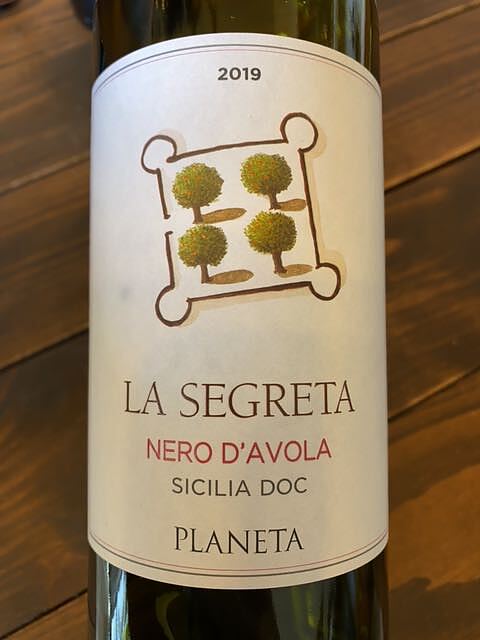 2019
LA SEGRETA
NERO D'AVOLA
SICILIA DOC
PLANETA